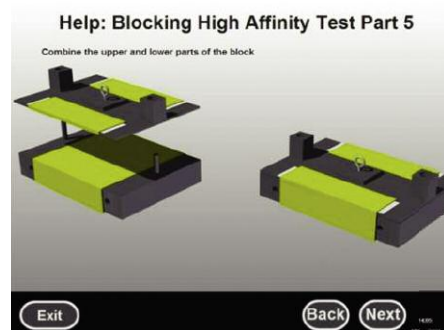 Help: Blocking High Affinity Test Part 5
Combine the upper and lower parts of the block
Exit
Back
Next